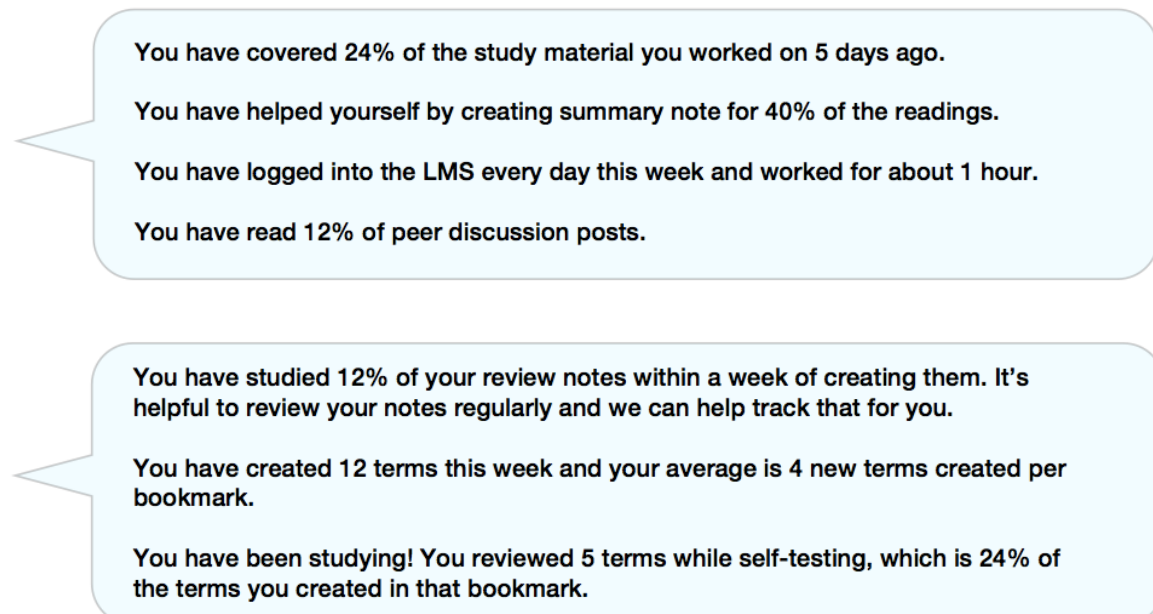 You have covered 24% of the study material you worked on 5 days ago.
You have helped yourself by creating summary note for 40% of the readings.
You have logged into the LMS every day this week and worked for about 1 hour.
You have read 12% of peer discussion posts.
You have studied 12% of your review notes within a week of creating them. It’s
helpful to review your notes regularly and we can help track that for you.
You have created 12 terms this week and your average is 4 new terms created per
bookmark.
You have been studying! You reviewed 5 terms while self-testing, which is 24% of
the terms you created in that bookmark.